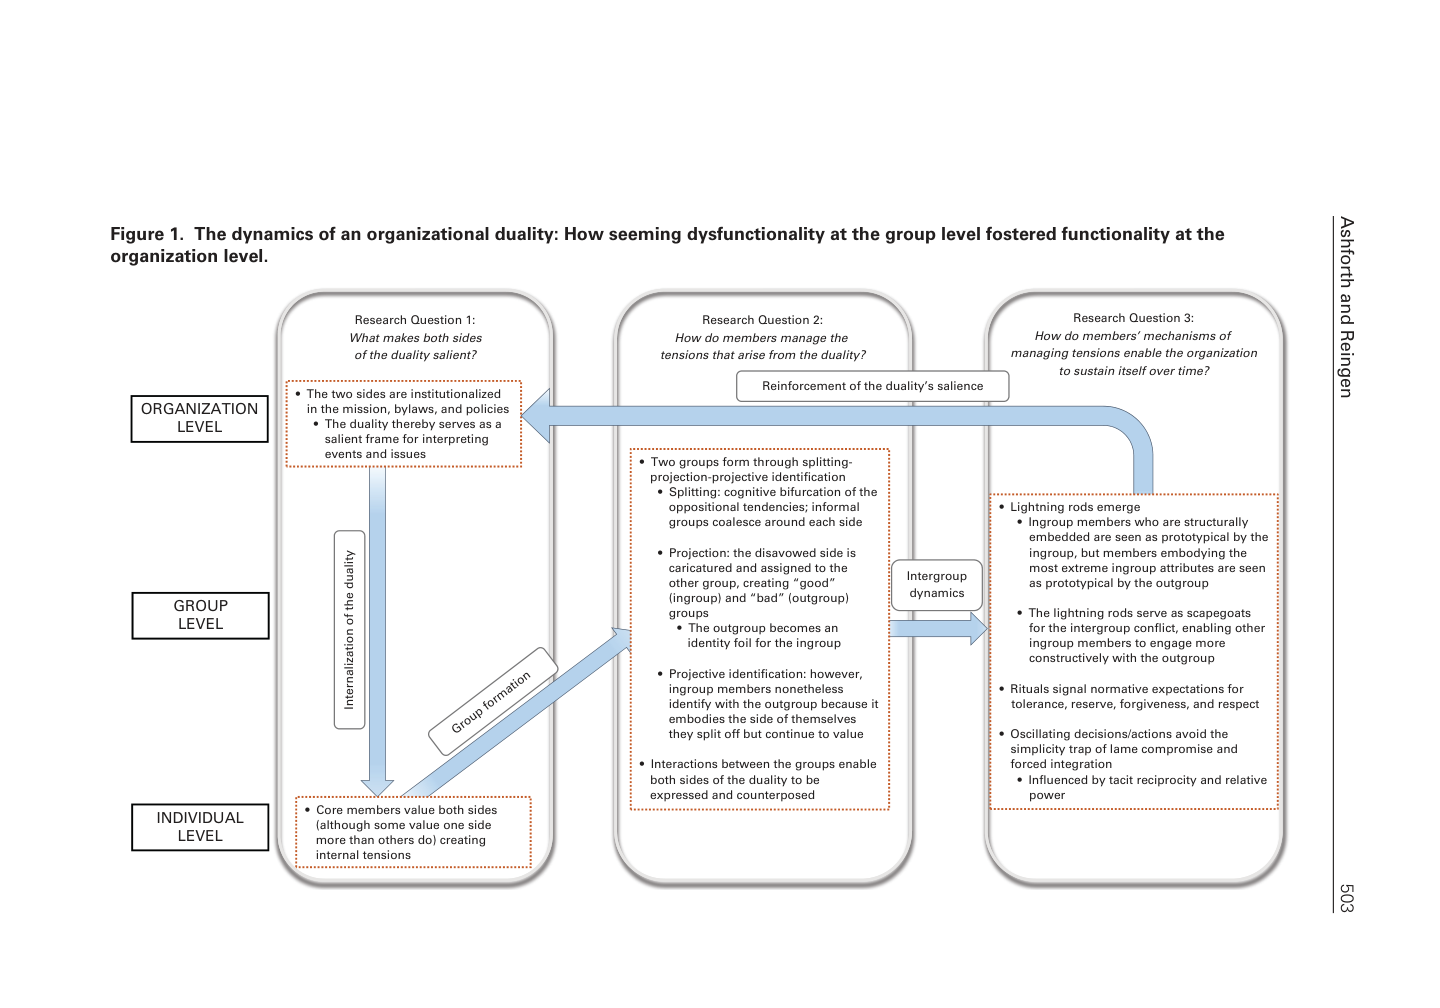 Figure 1.  The dynamics of an organizational duality: How seeming dysfunctionality at the group level fostered functionality at the
organization level.
Research Question 1:
What makes both sides
of the duality salient?
Research Question 2:
How do members manage the
tensions that arise from the duality?
Research Question 3:
How do members’ mechanisms of
managing tensions enable the organization
to sustain itself over time?
Reinforcement of the duality’s salience
ORGANIZATION
LEVEL
• The two sides are institutionalized
in the mission, bylaws, and policies
• The duality thereby serves as a
salient frame for interpreting
events and issues
Internalization of the duality
GROUP
LEVEL
Group formation
• Two groups form through splitting-
projection-projective identification
• Splitting: cognitive bifurcation of the
oppositional tendencies; informal
groups coalesce around each side
• Projection: the disavowed side is
caricatured and assigned to the
other group, creating “good”
(ingroup) and “bad” (outgroup)
groups
• The outgroup becomes an
identity foil for the ingroup
• Projective identification: however,
ingroup members nonetheless
identify with the outgroup because it
embodies the side of themselves
they split off but continue to value
• Interactions between the groups enable
both sides of the duality to be
expressed and counterposed
Intergroup
dynamics
• Lightning rods emerge
• Ingroup members who are structurally
embedded are seen as prototypical by the
ingroup, but members embodying the
most extreme ingroup attributes are seen
as prototypical by the outgroup
• The lightning rods serve as scapegoats
for the intergroup conflict, enabling other
ingroup members to engage more
constructively with the outgroup
• Rituals signal normative expectations for
tolerance, reserve, forgiveness, and respect
• Oscillating decisions/actions avoid the
simplicity trap of lame compromise and
forced integration
• Influenced by tacit reciprocity and relative
power
INDIVIDUAL
LEVEL
• Core members value both sides
(although some value one side
more than others do) creating
internal tensions
Ashforth and Reingen
503